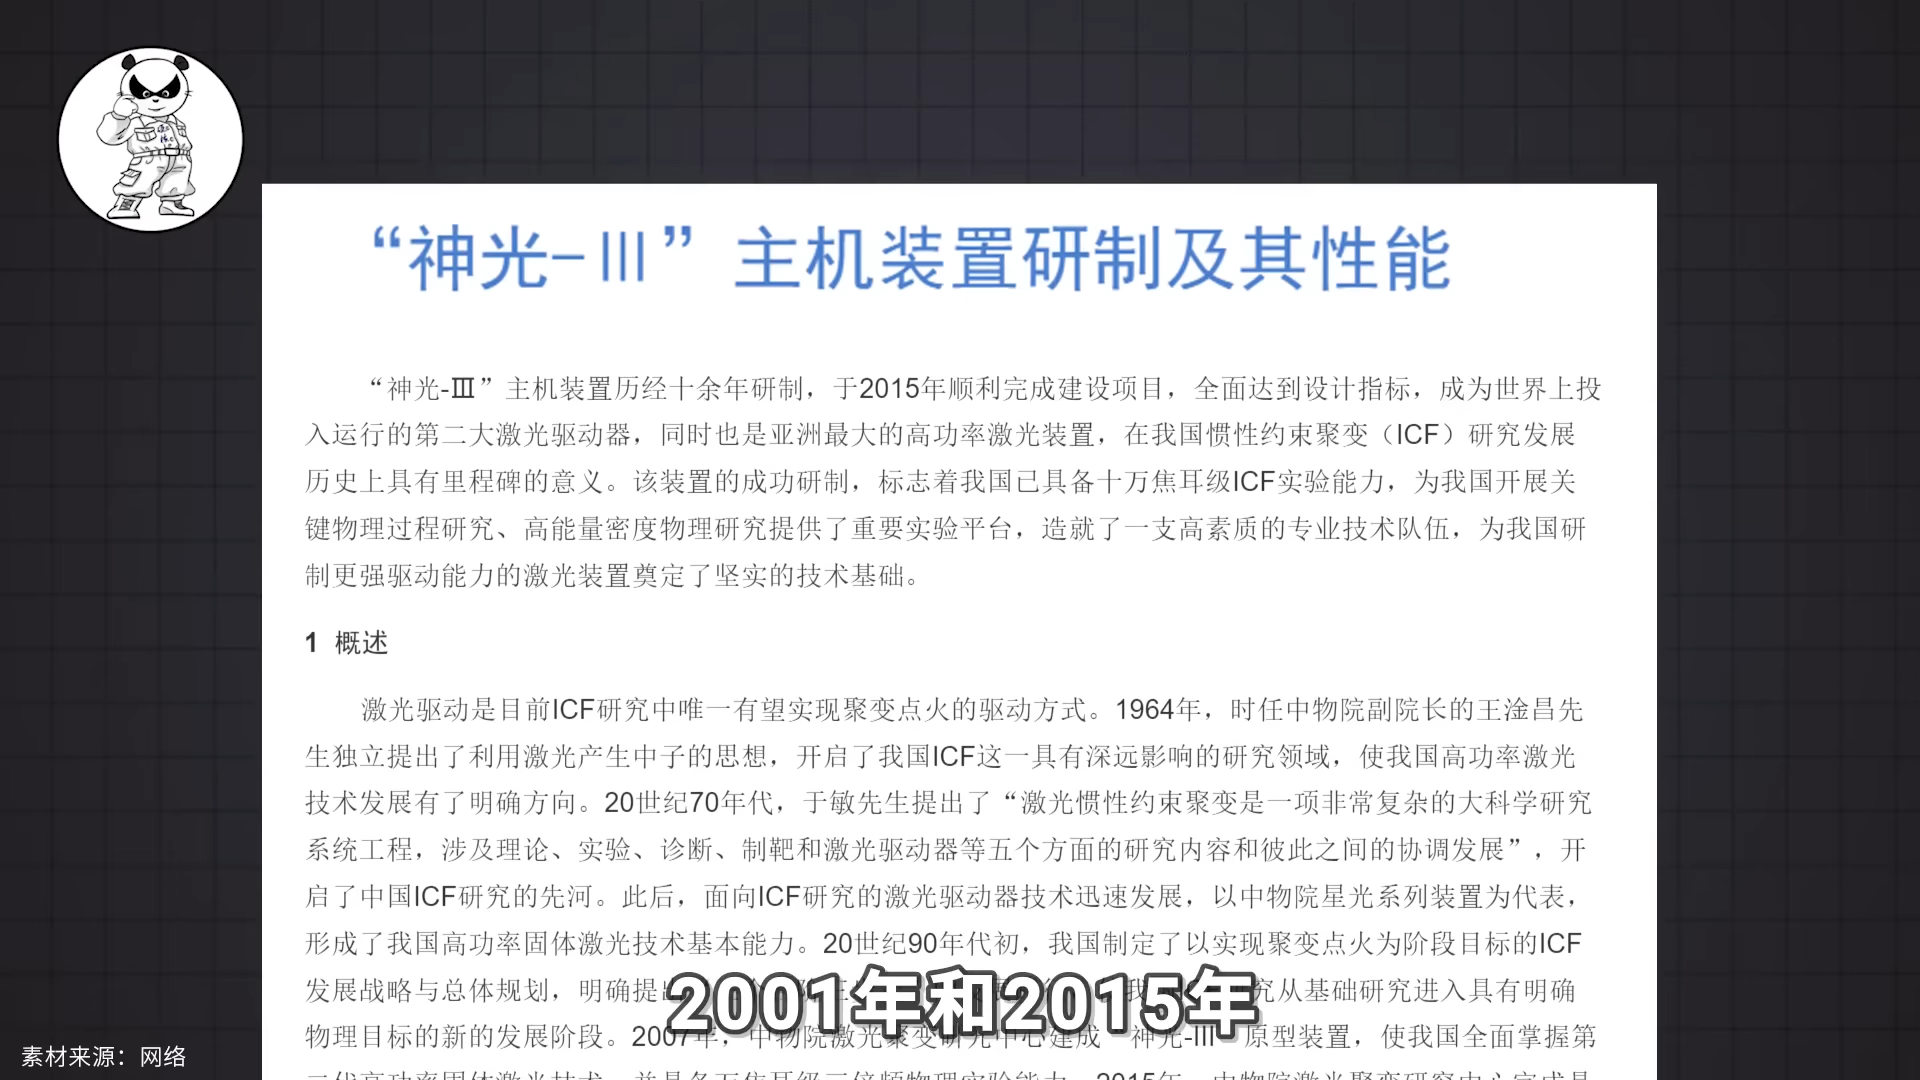 “神光-Ⅲ”主机装置研制及其性能
“神光-Ⅲ”主机装置历经十余年研制，于2015年顺利完成建设项目，全面达到设计指标，成为世界上投
入运行的第二大激光驱动器，同时也是亚洲最大的高功率激光装置，在我国惯性约束聚变（ICF）研究发展
历史上具有里程碑的意义。该装置的成功研制，标志着我国已具备十万焦耳级ICF实验能力，为我国开展关
键物理过程研究、高能量密度物理研究提供了重要实验平台，造就了一支高素质的专业技术队伍，为我国研
制更强驱动能力的激光装置奠定了坚实的技术基础。
1 概述
激光驱动是目前ICF研究中唯一有望实现聚变点火的驱动方式。1964年，时任中物院副院长的王淦昌先
生独立提出了利用激光产生中子的思想，开启了我国ICF这一具有深远影响的研究领域，使我国高功率激光
技术发展有了明确方向。20世纪70年代，于敏先生提出了“激光惯性约束聚变是一项非常复杂的大科学研究
系统工程，涉及理论、实验、诊断、制靶和激光驱动器等五个方面的研究内容和彼此之间的协调发展”，开
启了中国ICF研究的先河。此后，面向ICF研究的激光驱动器技术迅速发展，以中物院星光系列装置为代表，
形成了我国高功率固体激光技术基本能力。20世纪90年代初，我国制定了以实现聚变点火为阶段目标的ICF
发展战略与总体规划，明确提 究从基础研究进入具有明确
2001年和2015年
物理目标的新的发展阶段。2007年，中物院激光聚变研究中心建成“神光-Ⅲ”原型装置，使我国全面掌握第
素材来源：网络